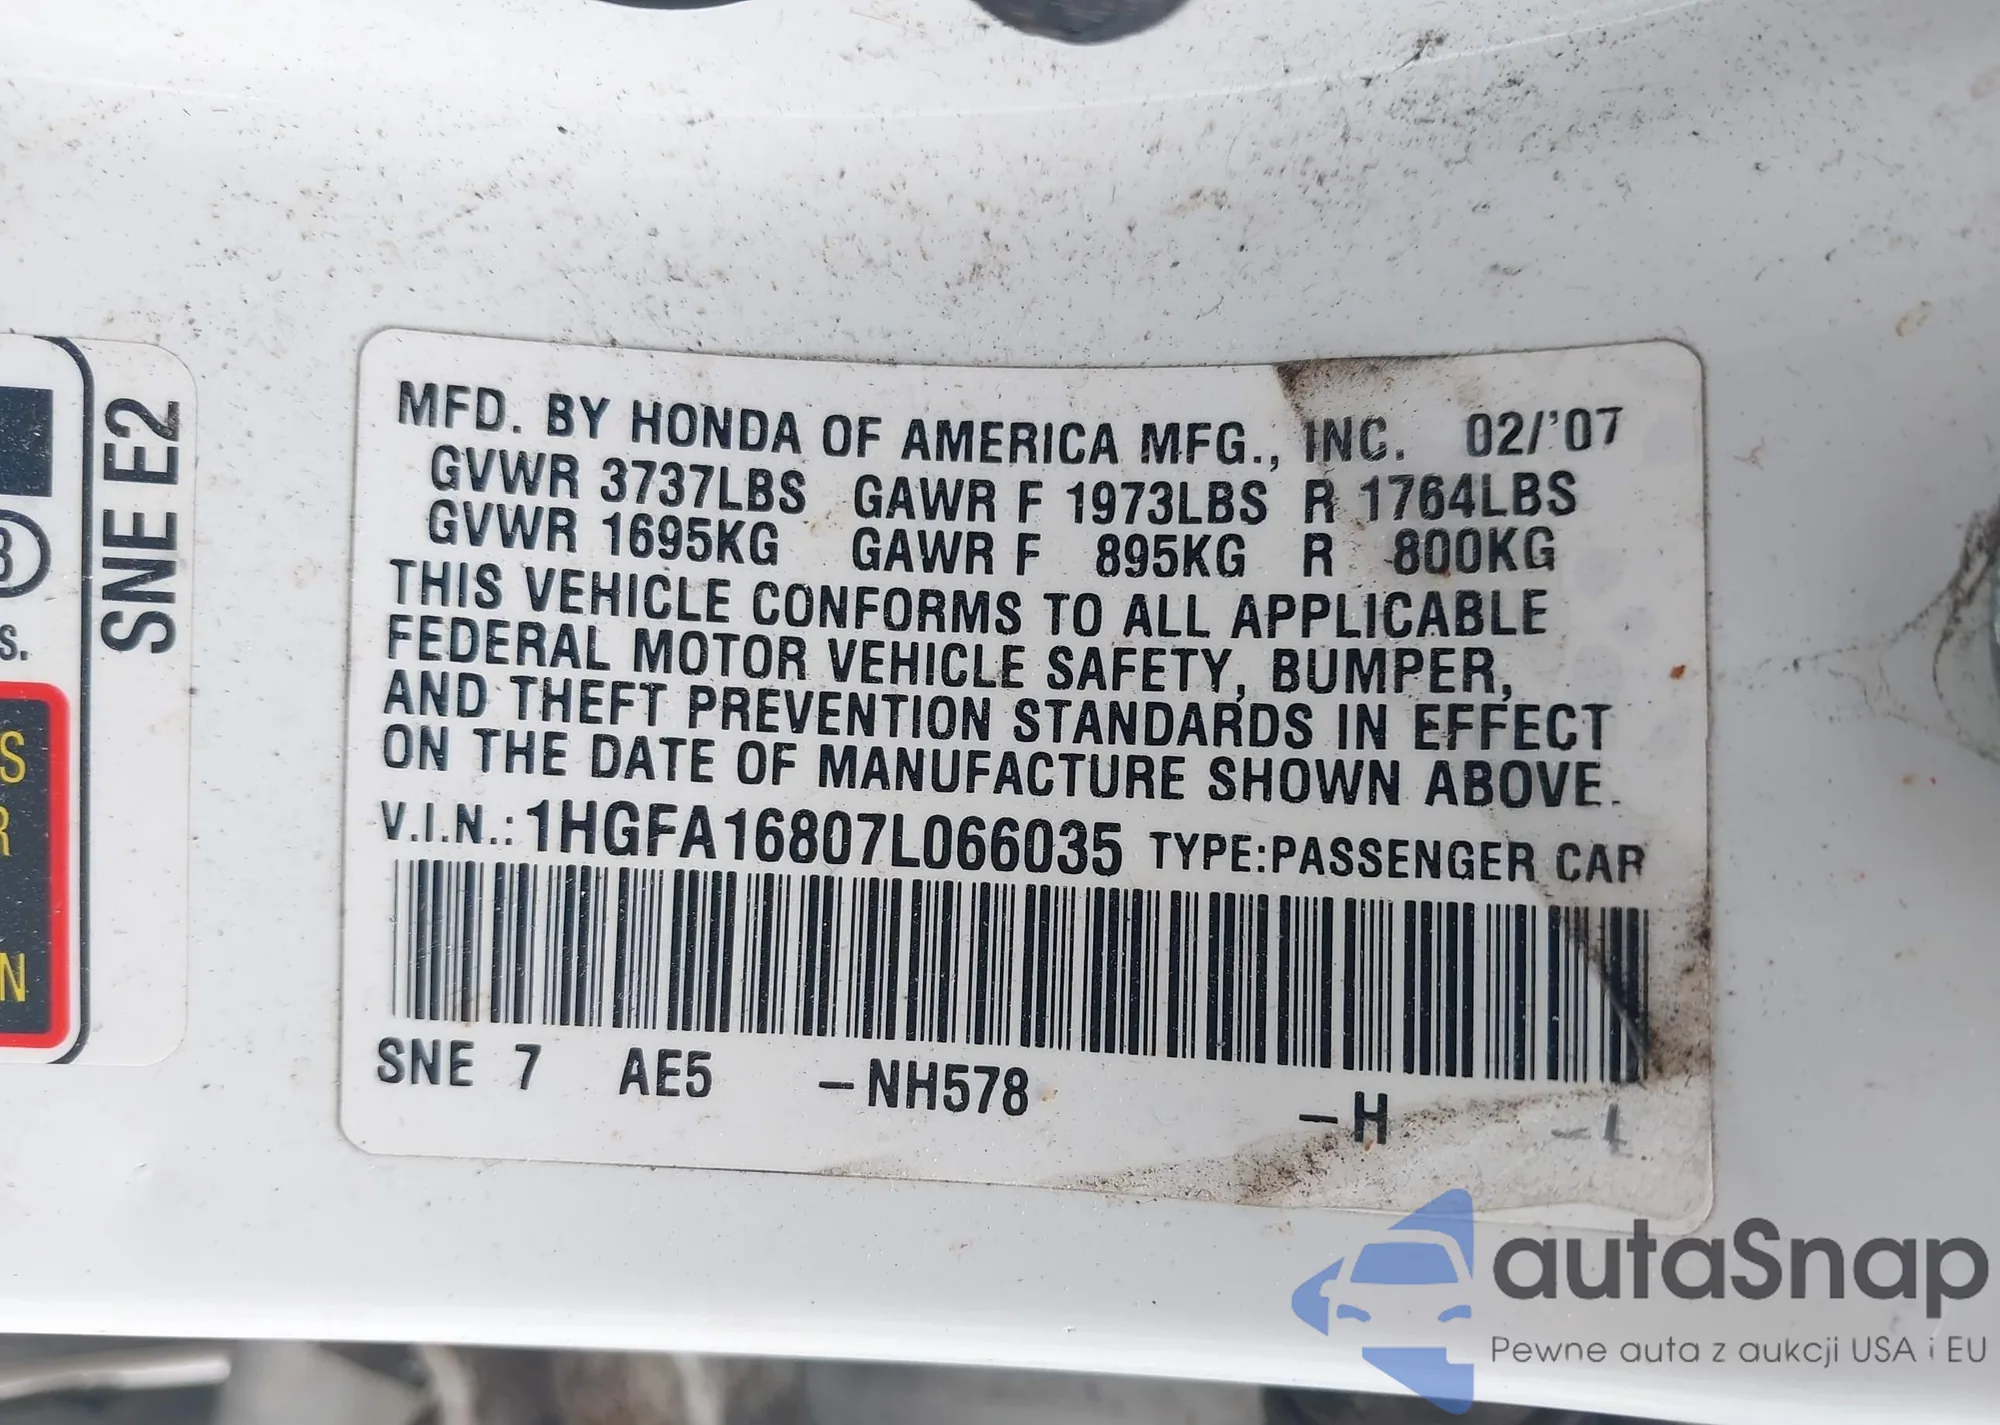 MFD. BY HONDA OF AMERICA MFG., INC. 02/'07
GVWR 3737LBS GAWR F 1973LBS R 1764LBS
GVWR 1695KG GAWR F 895KG R 800KG
THIS VEHICLE CONFORMS TO ALL APPLICABLE
FEDERAL MOTOR VEHICLE SAFETY, BUMPER,
AND THEFT PREVENTION STANDARDS IN EFFECT
ON THE DATE OF MANUFACTURE SHOWN ABOVE.
V.I.N.: 1HGFA16807L066035 TYPE:PASSENGER CAR
SNE 7 AE5 -NH578 -H
SNE E2
S.
S
R
N
autaSnap
Pewne auta z aukcji USA i EU